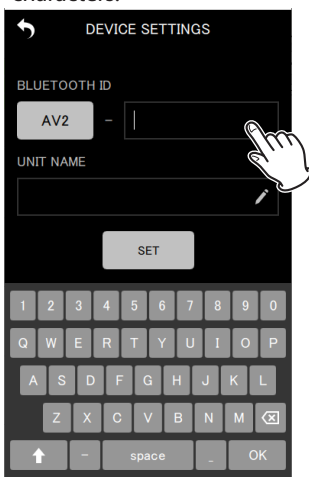 characters.
DEVICE SETTINGS
BLUETOOTH ID
AV2 –
UNIT NAME
SET
1 2 3 4 5 6 7 8 9 0
Q W E R T Y U I O P
A S D F G H J K L
Z X C V B N M
– space _ OK